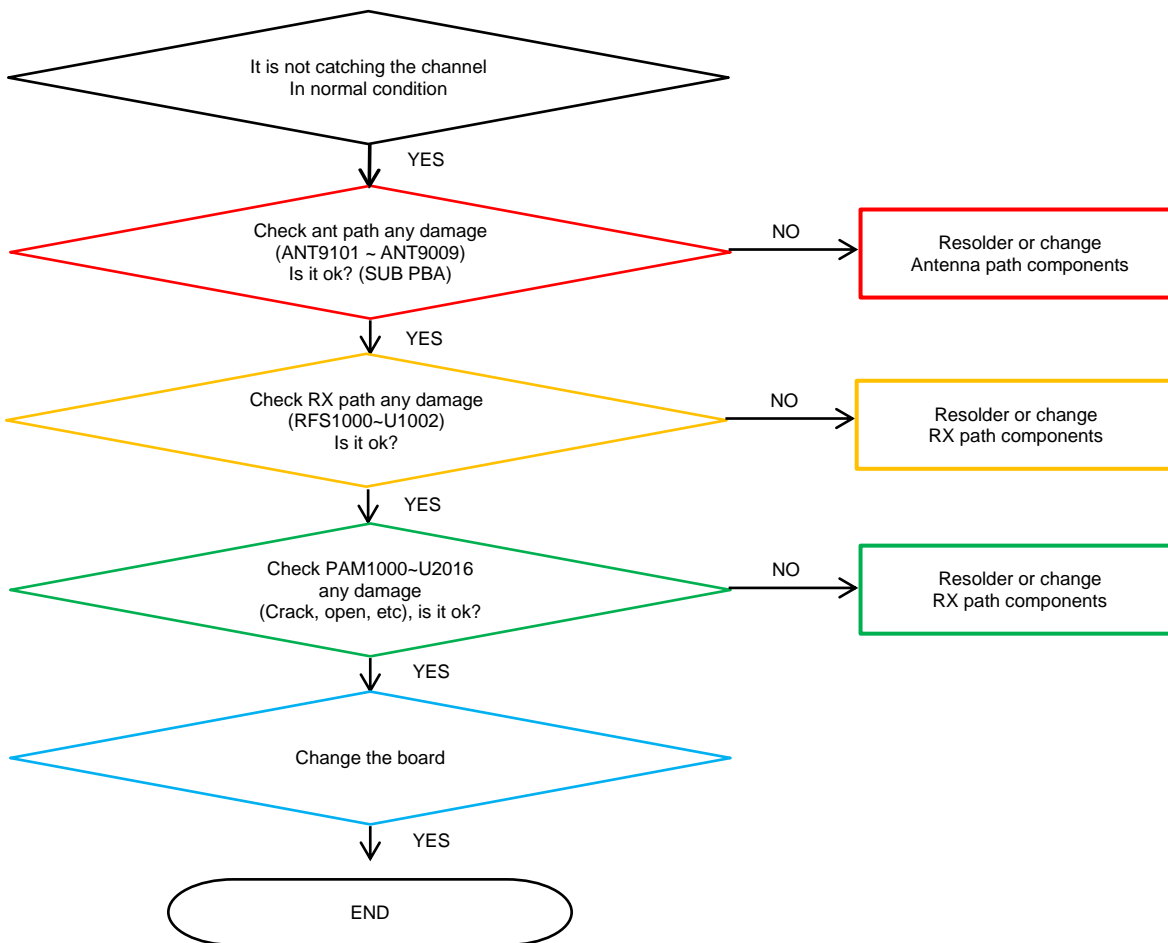 It is not catching the channel
In normal condition
YES
Check ant path any damage
(ANT9101 ~ ANT9009)
Is it ok? (SUB PBA)
NO
Resolder or change
Antenna path components
YES
Check RX path any damage
(RFS1000~U1002)
Is it ok?
NO
Resolder or change
RX path components
YES
Check PAM1000~U2016
any damage
(Crack, open, etc), is it ok?
NO
Resolder or change
RX path components
YES
Change the board
YES
END